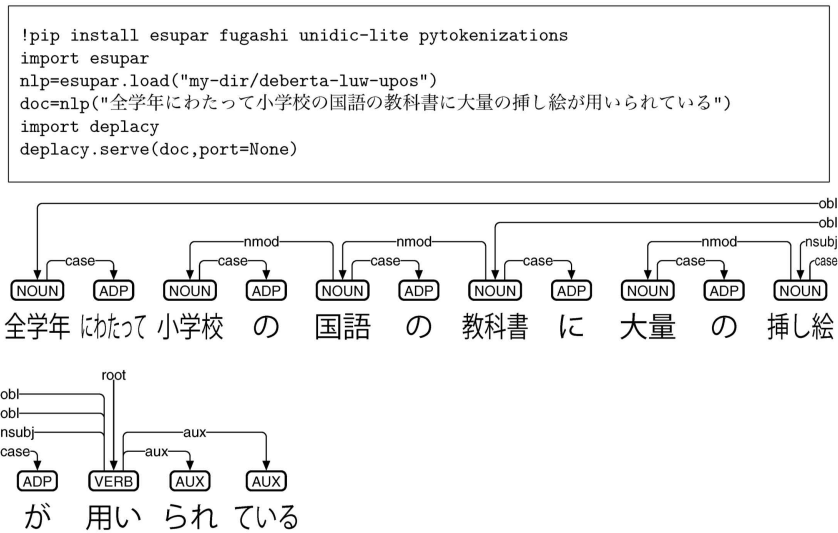 !pip install esupar fugashi unidic-lite pytokenizations
import esupar
nlp=esupar.load("my-dir/deberta-luw-upos")
doc=nlp("全学年にわたって小学校の国語の教科書に大量の挿し絵が用いられている")
import deplacy
deplacy.serve(doc,port=None)
obl
obl
nmod nmod nmod nsubj
case case case case case case
NOUN ADP NOUN ADP NOUN ADP NOUN ADP NOUN ADP NOUN
全学年 にわたって 小学校 の 国語 の 教科書 に 大量 の 挿し絵
root
obl
obl
nsubj aux
case aux
ADP VERB AUX AUX
が 用い られ ている